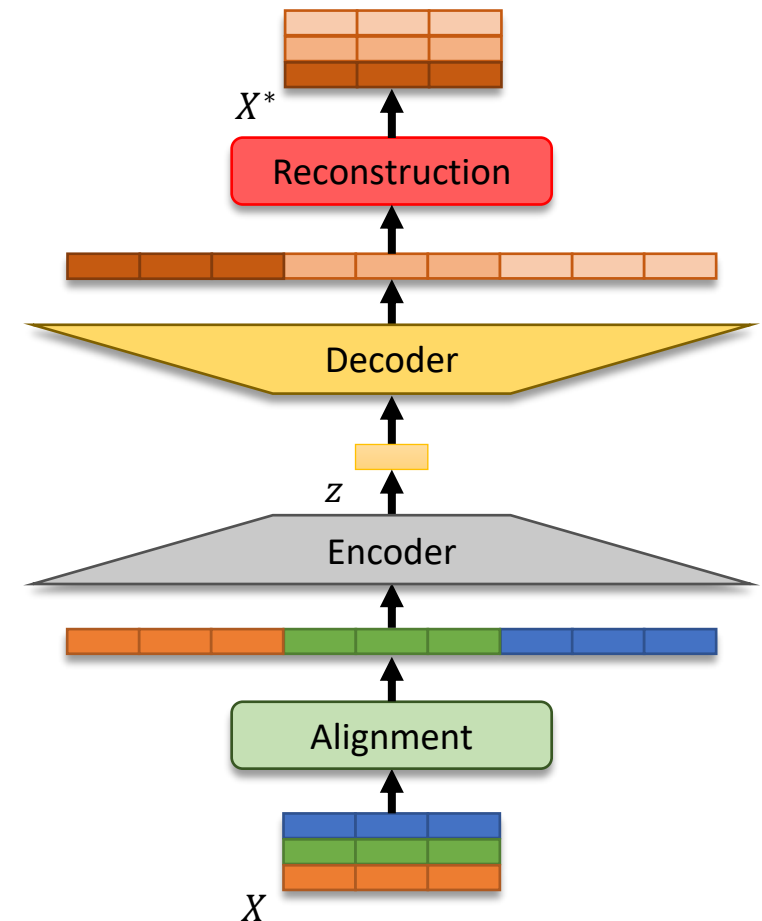 X*
Reconstruction
Decoder
z
Encoder
Alignment
X